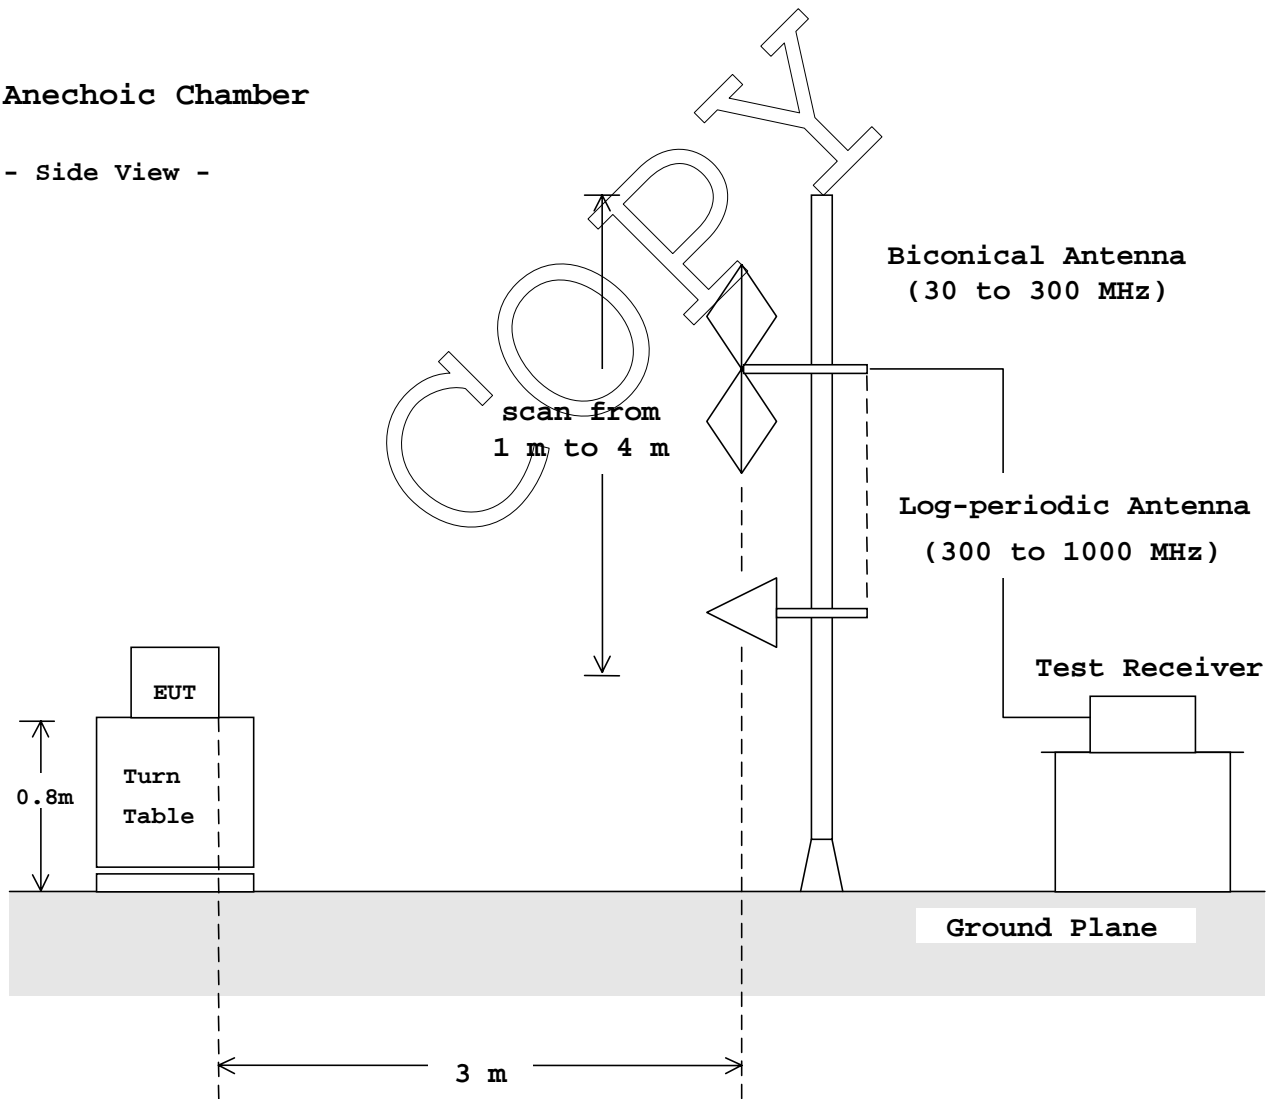 Anechoic Chamber
- Side View -
COPY
Biconical Antenna
(30 to 300 MHz)
scan from
1 m to 4 m
Log-periodic Antenna
(300 to 1000 MHz)
Test Receiver
EUT
Turn
Table
0.8m
Ground Plane
3 m